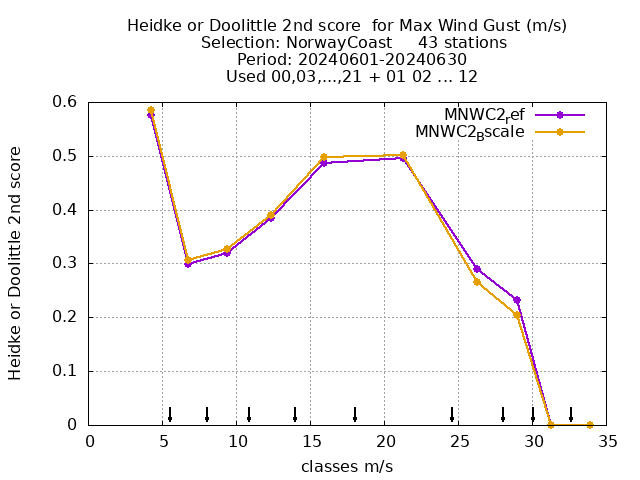 Heidke or Doolittle 2nd score  for Max Wind Gust (m/s)
Selection: NorwayCoast     43 stations
Period: 20240601-20240630
Used 00,03,...,21 + 01 02 ... 12
MNWC2_ref
MNWC2_Bscale
Heidke or Doolittle 2nd score
0.6
0.5
0.4
0.3
0.2
0.1
0
0 5 10 15 20 25 30 35
classes m/s